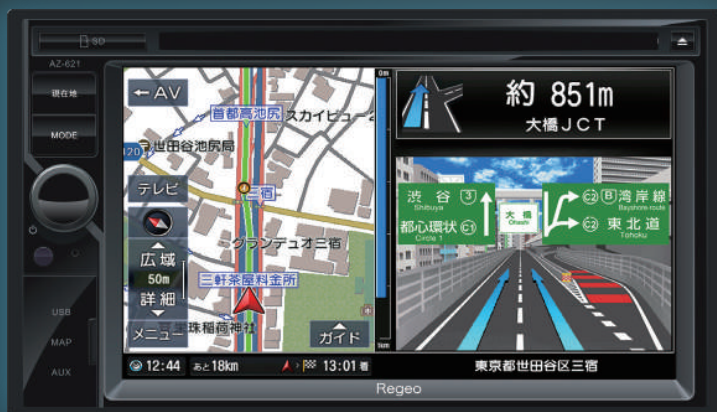 SD
AZ-621
現在地
MODE
USB
MAP
AUX
← AV
首都高池尻
スカイビュー
世田谷池尻局
三宿
テレビ
グランデュオ三宿
広域
50m
詳細
三軒茶屋料金所
珠稲荷神社
メニュー
ガイド
0m
1km
12:44
あと18km
13:01着
約 851m
大橋JCT
渋谷 3
Shibuya
都心環状 C1
Circle 1
大橋
Ohashi
C2 B 湾岸線
Bayshore route
C2 東北道
Tohoku
東京都世田谷区三宿
Regeo